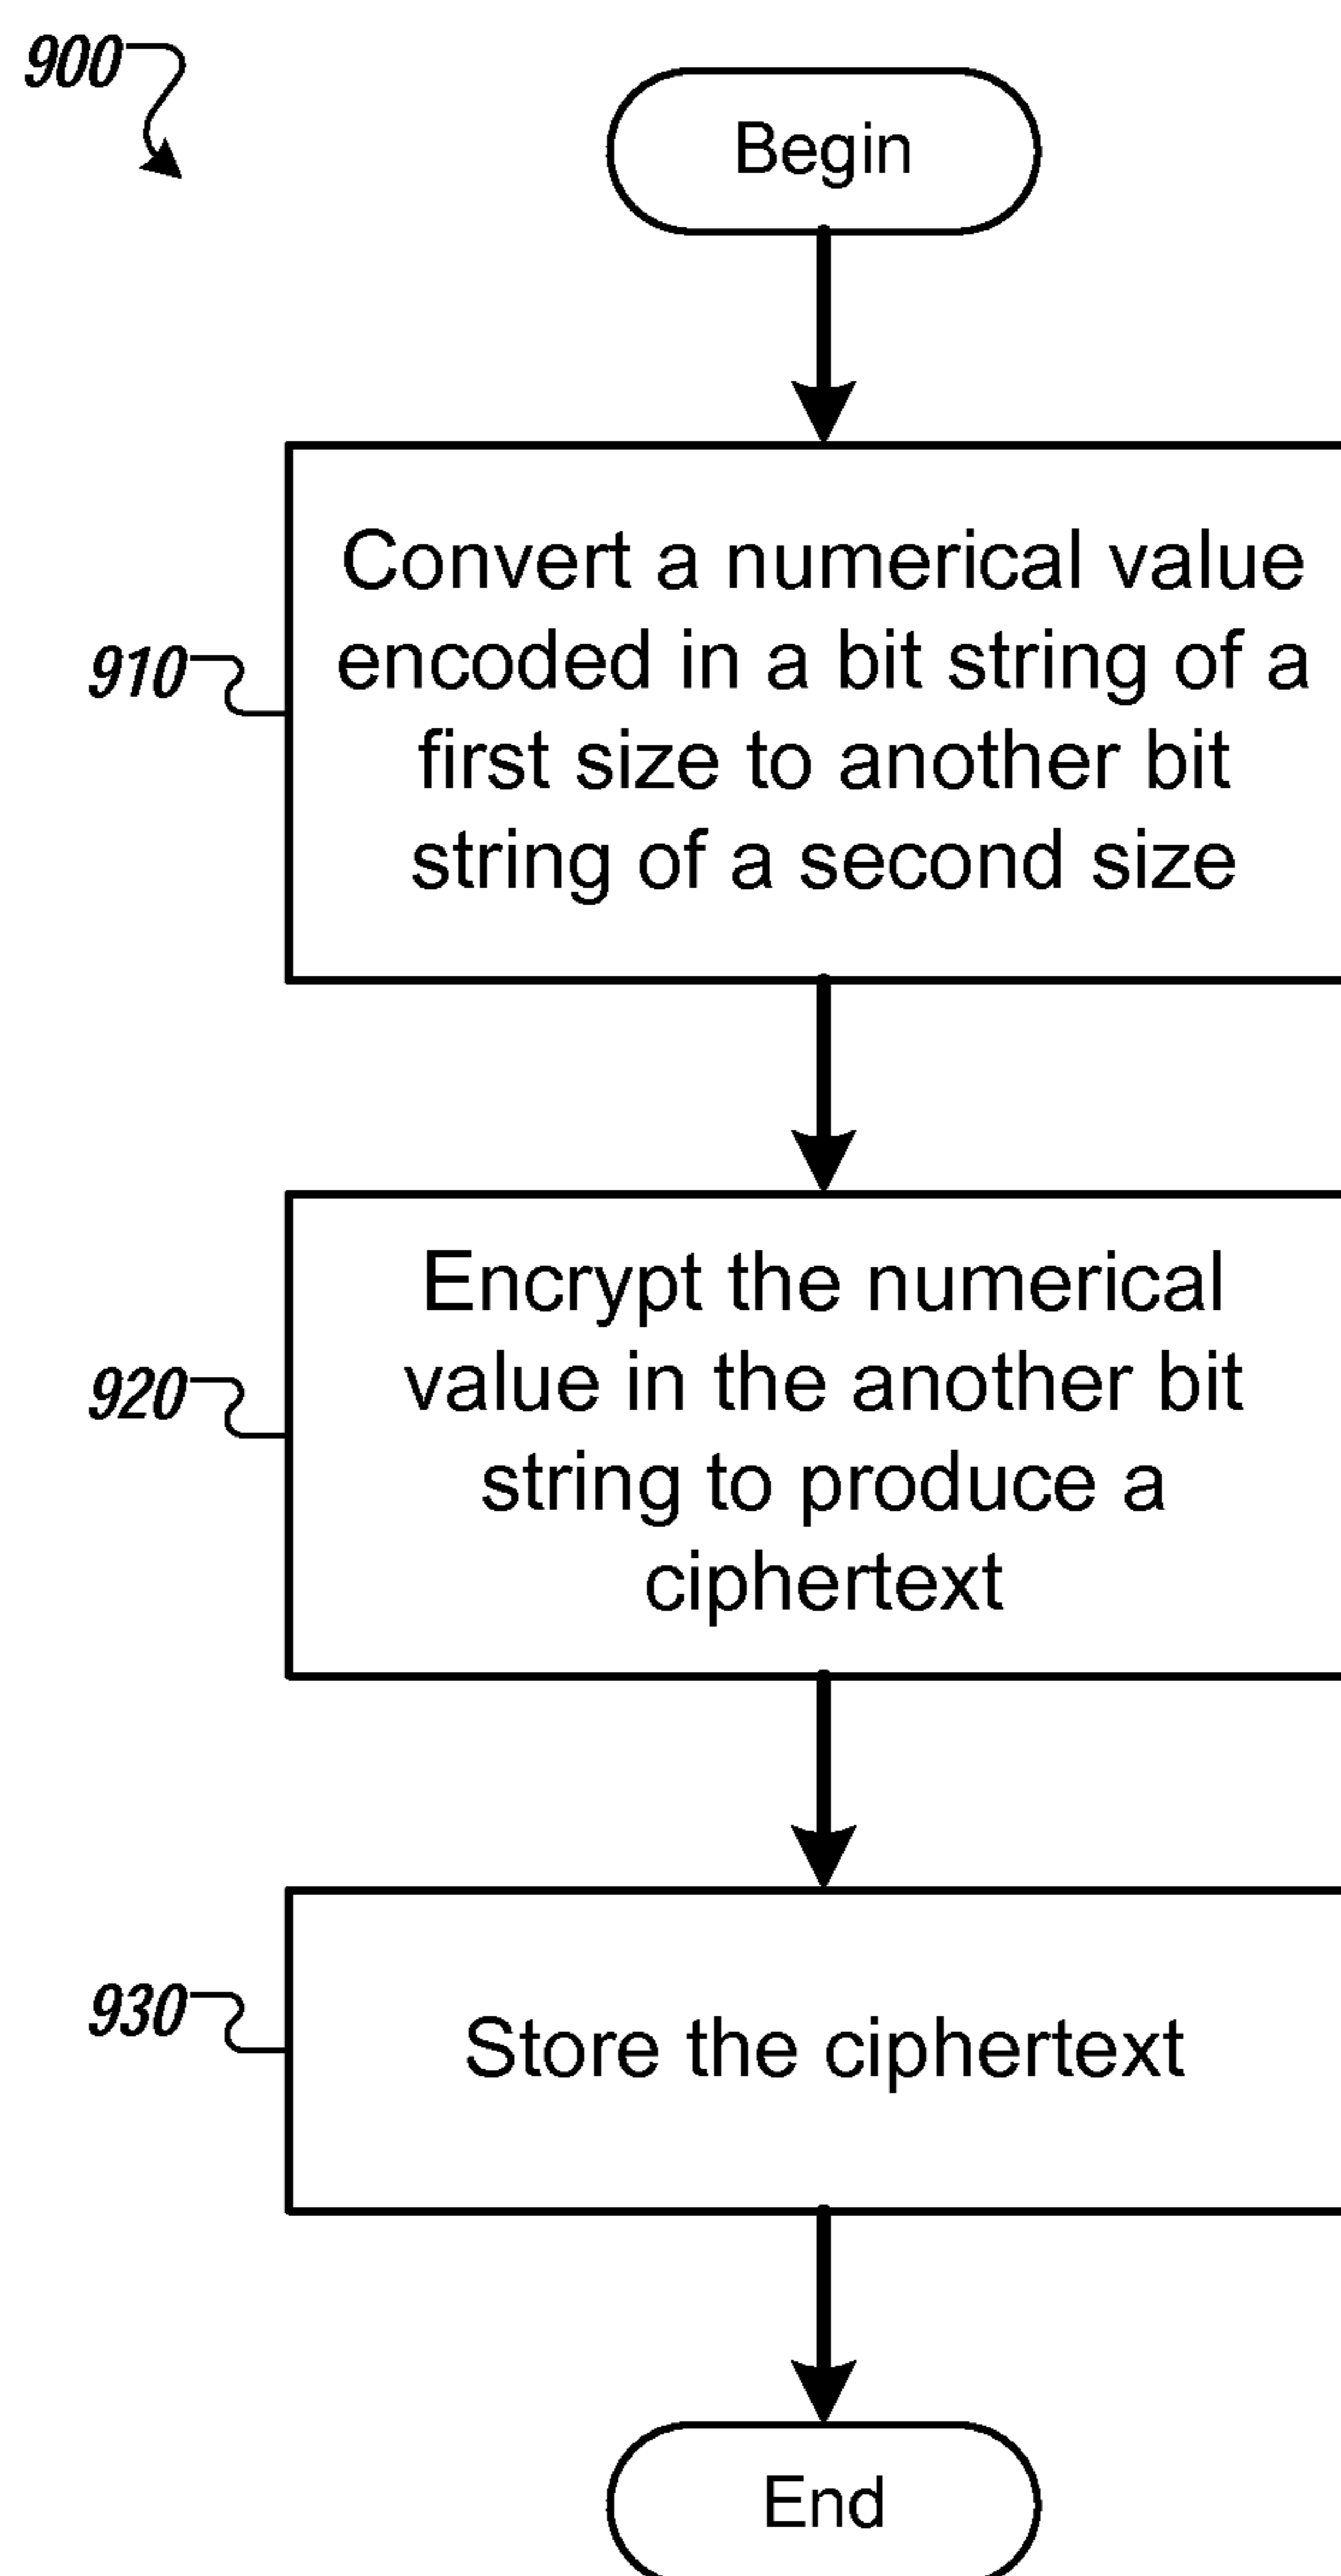 900
Begin
910
Convert a numerical value
encoded in a bit string of a
first size to another bit
string of a second size
920
Encrypt the numerical
value in the another bit
string to produce a
ciphertext
930
Store the ciphertext
End